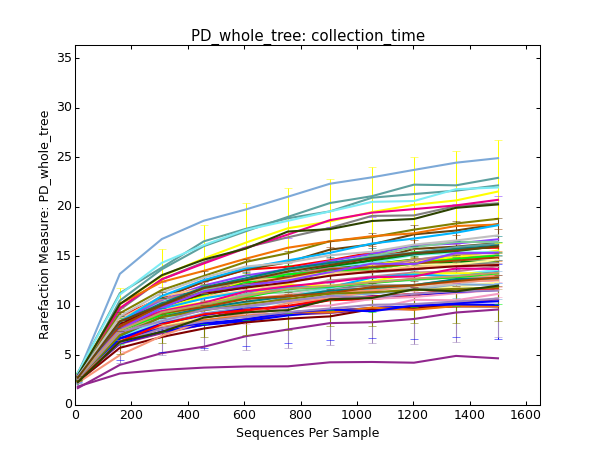 PD_whole_tree: collection_time
Rarefaction Measure: PD_whole_tree
35
30
25
20
15
10
5
0
0 200 400 600 800 1000 1200 1400 1600
Sequences Per Sample